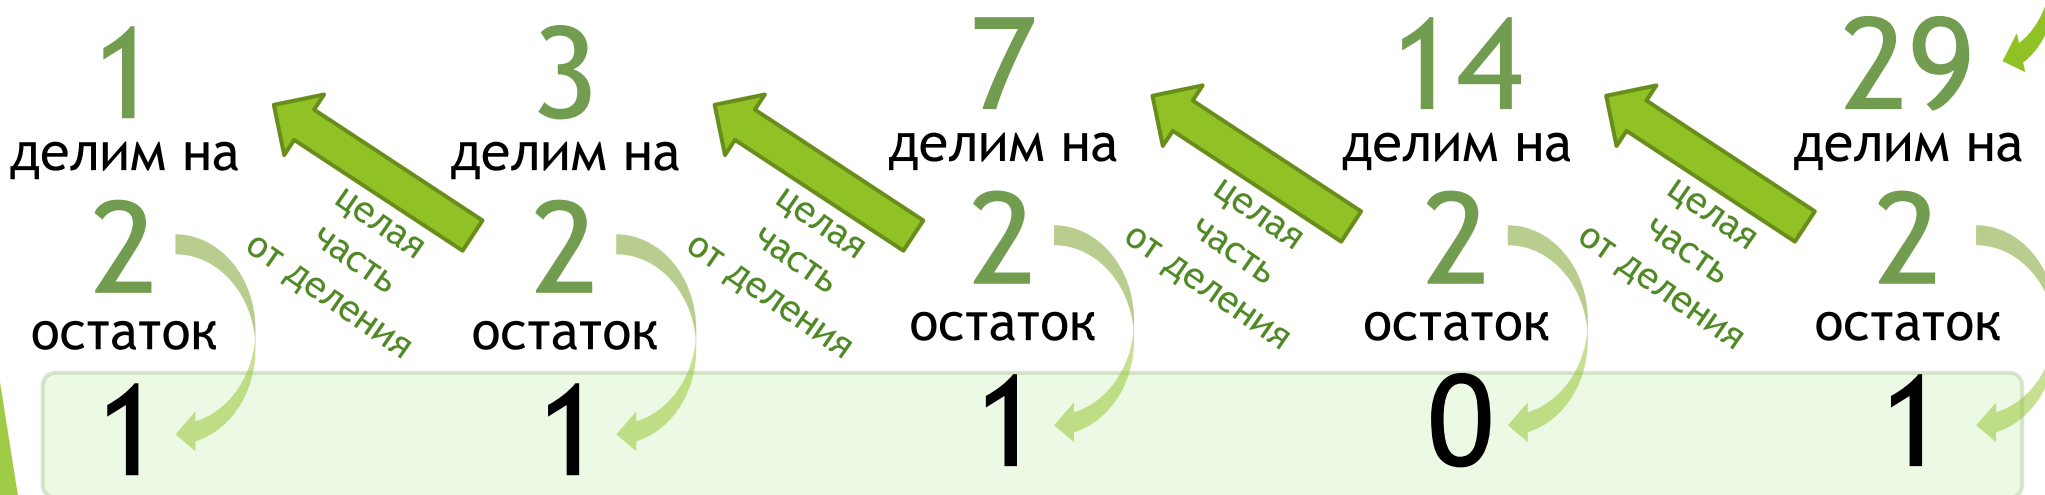 1 3 7 14 29
делим на делим на делим на делим на делим на
2 2 2 2 2
целая целая целая целая
часть часть часть часть
от деления от деления от деления от деления
остаток остаток остаток остаток остаток
1 1 1 0 1